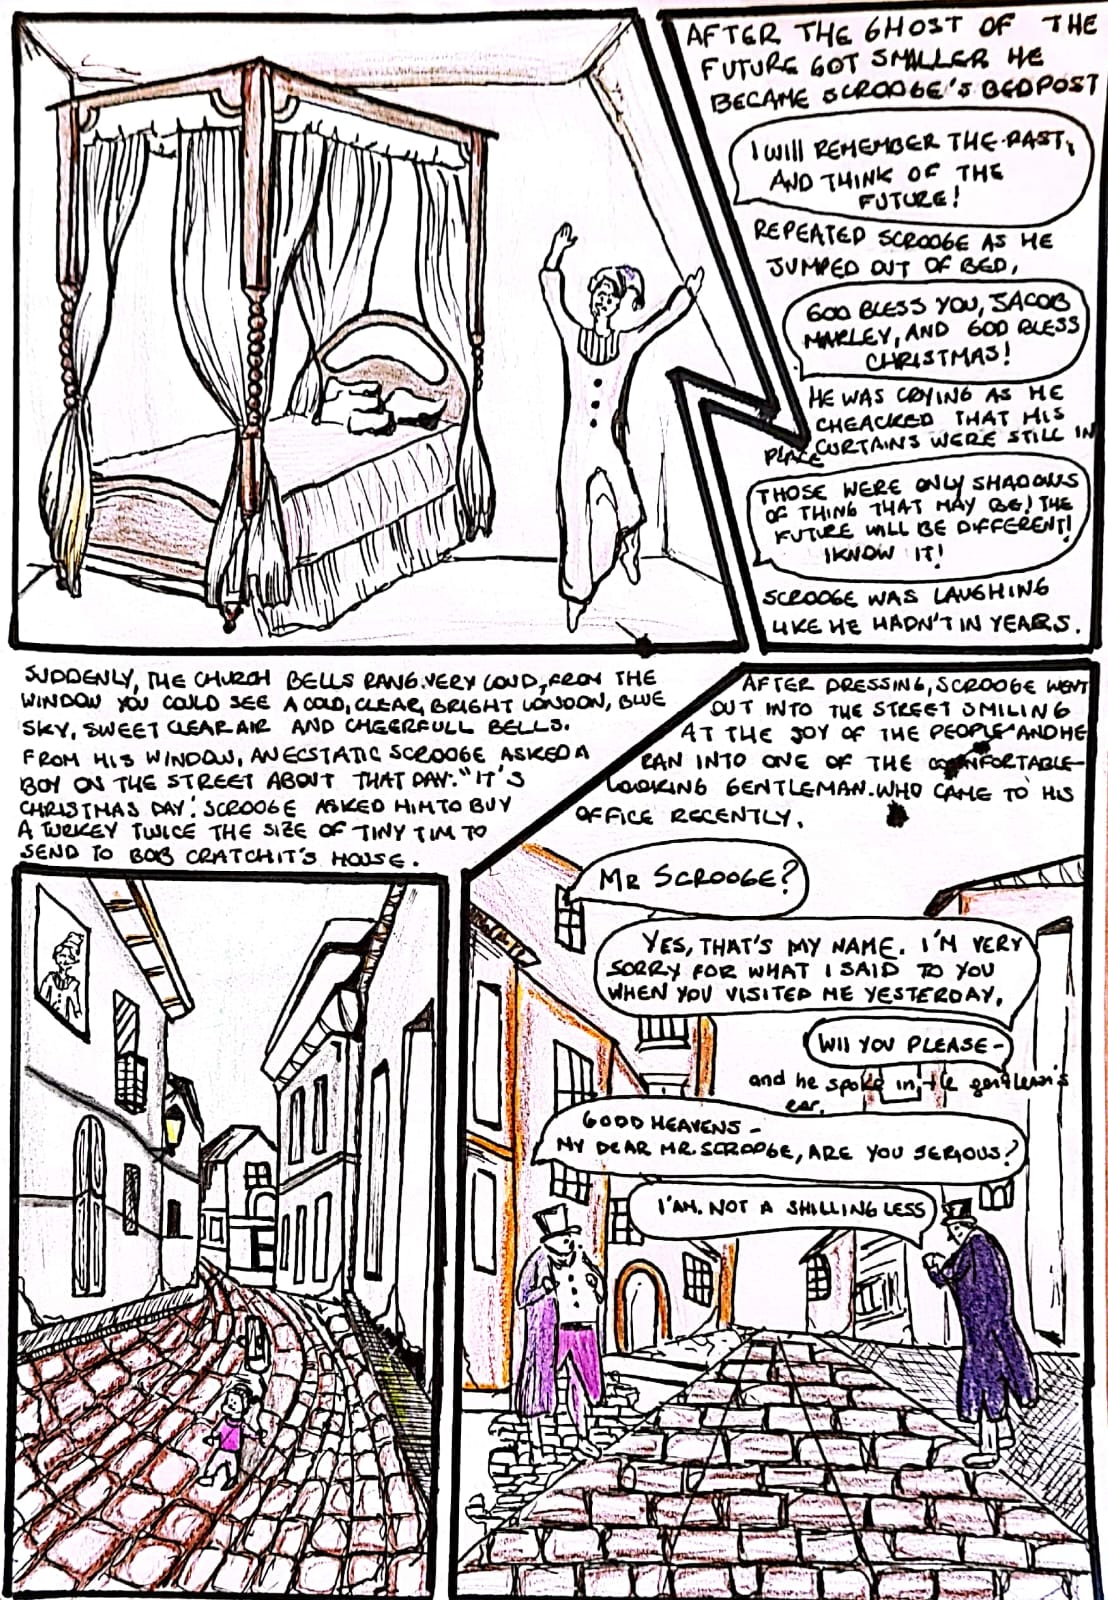 AFTER THE GHOST OF THE
FUTURE GOT SMALLER HE
BECAME SCROOGE'S BEDPOST
I WILL REMEMBER THE PAST,
AND THINK OF THE
FUTURE!
REPEATED SCROOGE AS HE
JUMPED OUT OF BED,
GOD BLESS YOU, JACOB
MARLEY, AND GOD BLESS
CHRISTMAS!
HE WAS CRYING AS HE
CHEACKED THAT HIS
CURTAINS WERE STILL IN
PLACE
THOSE WERE ONLY SHADOWS
OF THING THAT MAY BE! THE
FUTURE WILL BE DIFFERENT!
I KNOW IT!
SCROOGE WAS LAUGHING
LIKE HE HADN'T IN YEARS.
SUDDENLY, THE CHURCH BELLS RANG VERY LOUD, FROM THE
WINDOW YOU COULD SEE A COLD, CLEAR, BRIGHT LONDON, BLUE
SKY, SWEET CLEAR AIR AND CHEERFULL BELLS.
FROM HIS WINDOW, AN ECSTATIC SCROOGE ASKED A
BOY ON THE STREET ABOUT THAT DAY. "IT'S
CHRISTMAS DAY". SCROOGE ASKED HIM TO BUY
A TURKEY TWICE THE SIZE OF TINY TIM TO
SEND TO BOB CRATCHIT'S HOUSE.
AFTER DRESSING, SCROOGE WENT
OUT INTO THE STREET SMILING
AT THE JOY OF THE PEOPLE AND HE
RAN INTO ONE OF THE COMFORTABLE-
LOOKING GENTLEMAN. WHO CAME TO HIS
OFFICE RECENTLY.
MR SCROOGE?
YES, THAT'S MY NAME. I'M VERY
SORRY FOR WHAT I SAID TO YOU
WHEN YOU VISITED ME YESTERDAY.
WIll YOU PLEASE-
and he spoke in the gentleman's
ear.
GOOD HEAVENS-
MY DEAR MR. SCROOGE, ARE YOU SERIOUS?
I'AM. NOT A SHILLING LESS